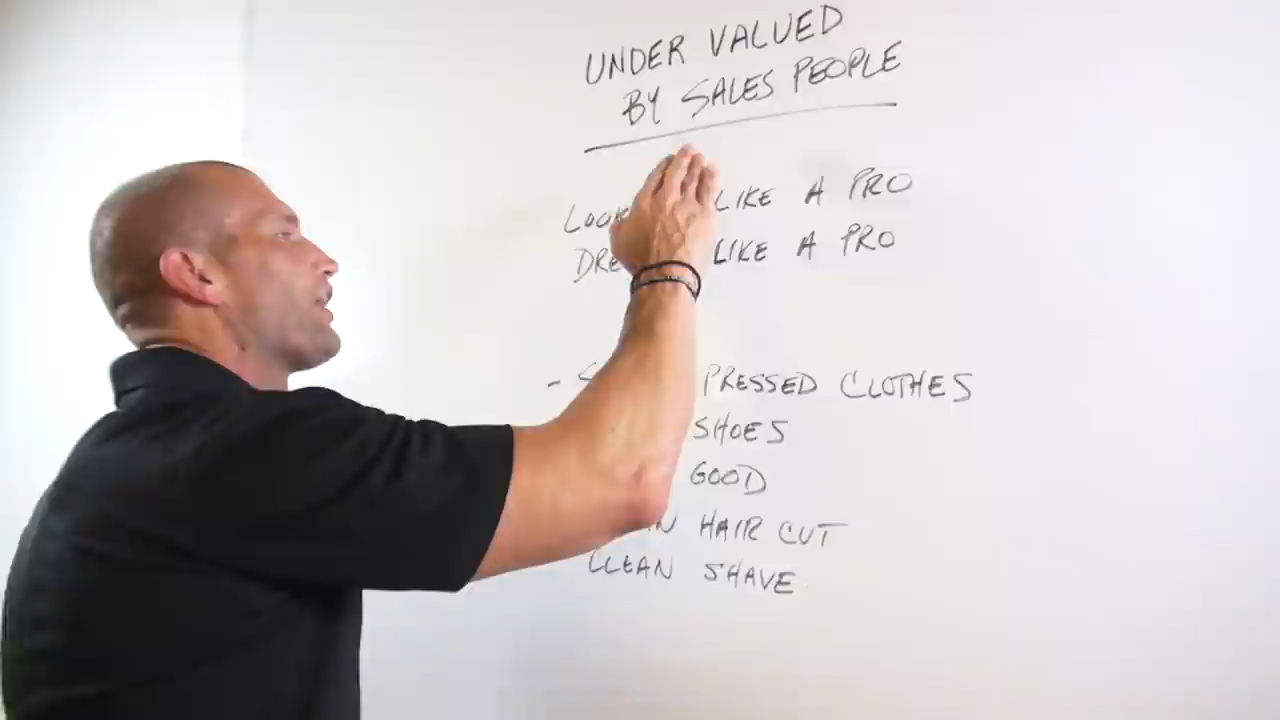 UNDER VALUED
BY SALES PEOPLE
LIKE A PRO
LIKE A PRO
- PRESSED CLOTHES
SHOES
GOOD
HAIR CUT
CLEAN SHAVE